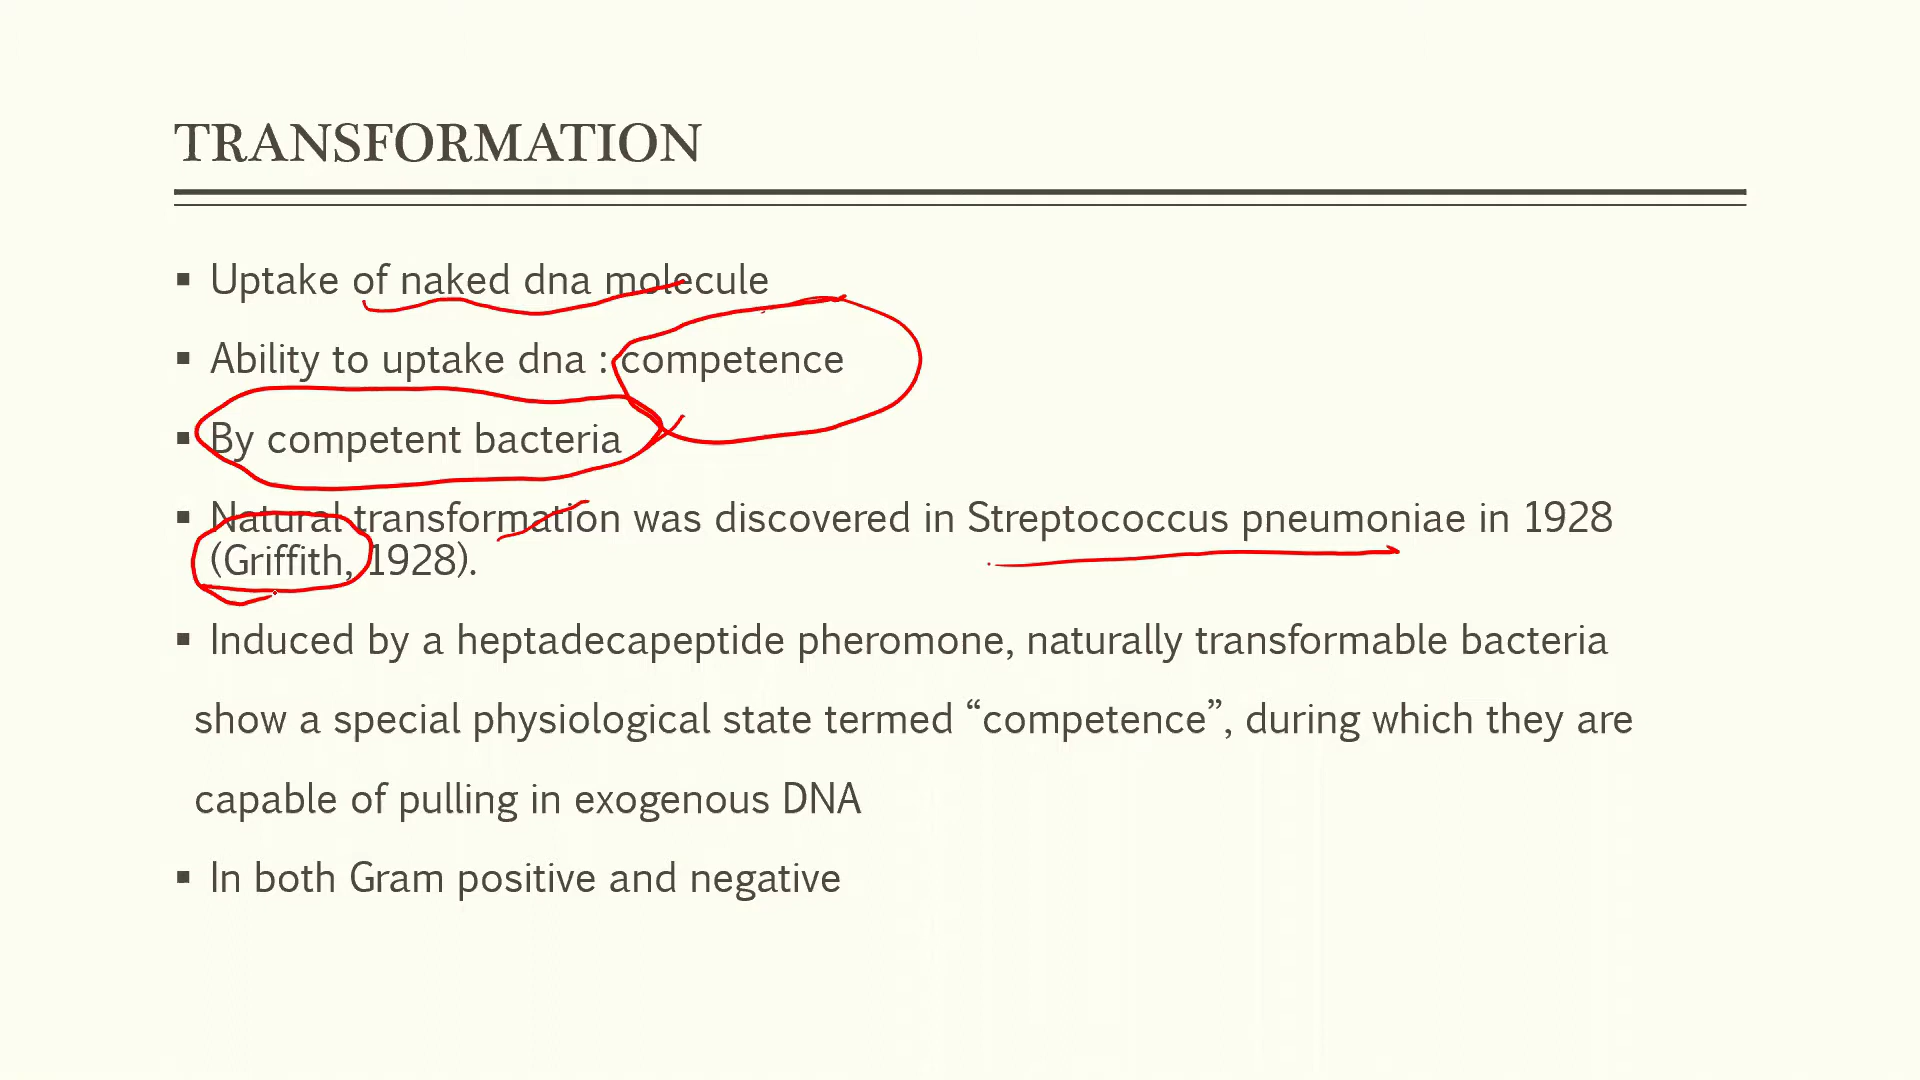 TRANSFORMATION
▪ Uptake of naked dna molecule
▪ Ability to uptake dna : competence
▪ By competent bacteria
▪ Natural transformation was discovered in Streptococcus pneumoniae in 1928
(Griffith, 1928).
▪ Induced by a heptadecapeptide pheromone, naturally transformable bacteria
show a special physiological state termed “competence”, during which they are
capable of pulling in exogenous DNA
▪ In both Gram positive and negative